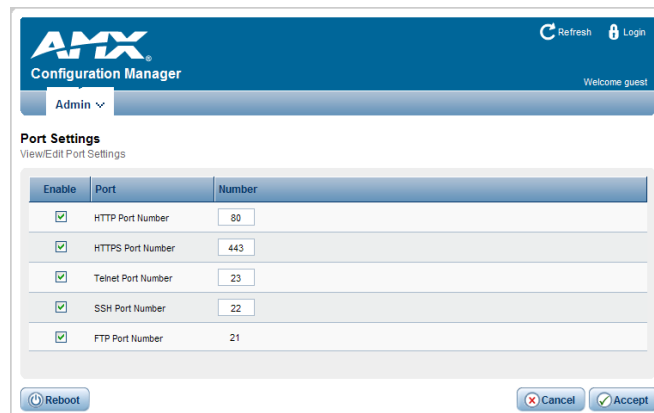 AMX
Refresh Login
Configuration Manager
Welcome guest
Admin
Port Settings
View/Edit Port Settings
Enable Port Number
HTTP Port Number 80
HTTPS Port Number 443
Telnet Port Number 23
SSH Port Number 22
FTP Port Number 21
Reboot Cancel Accept